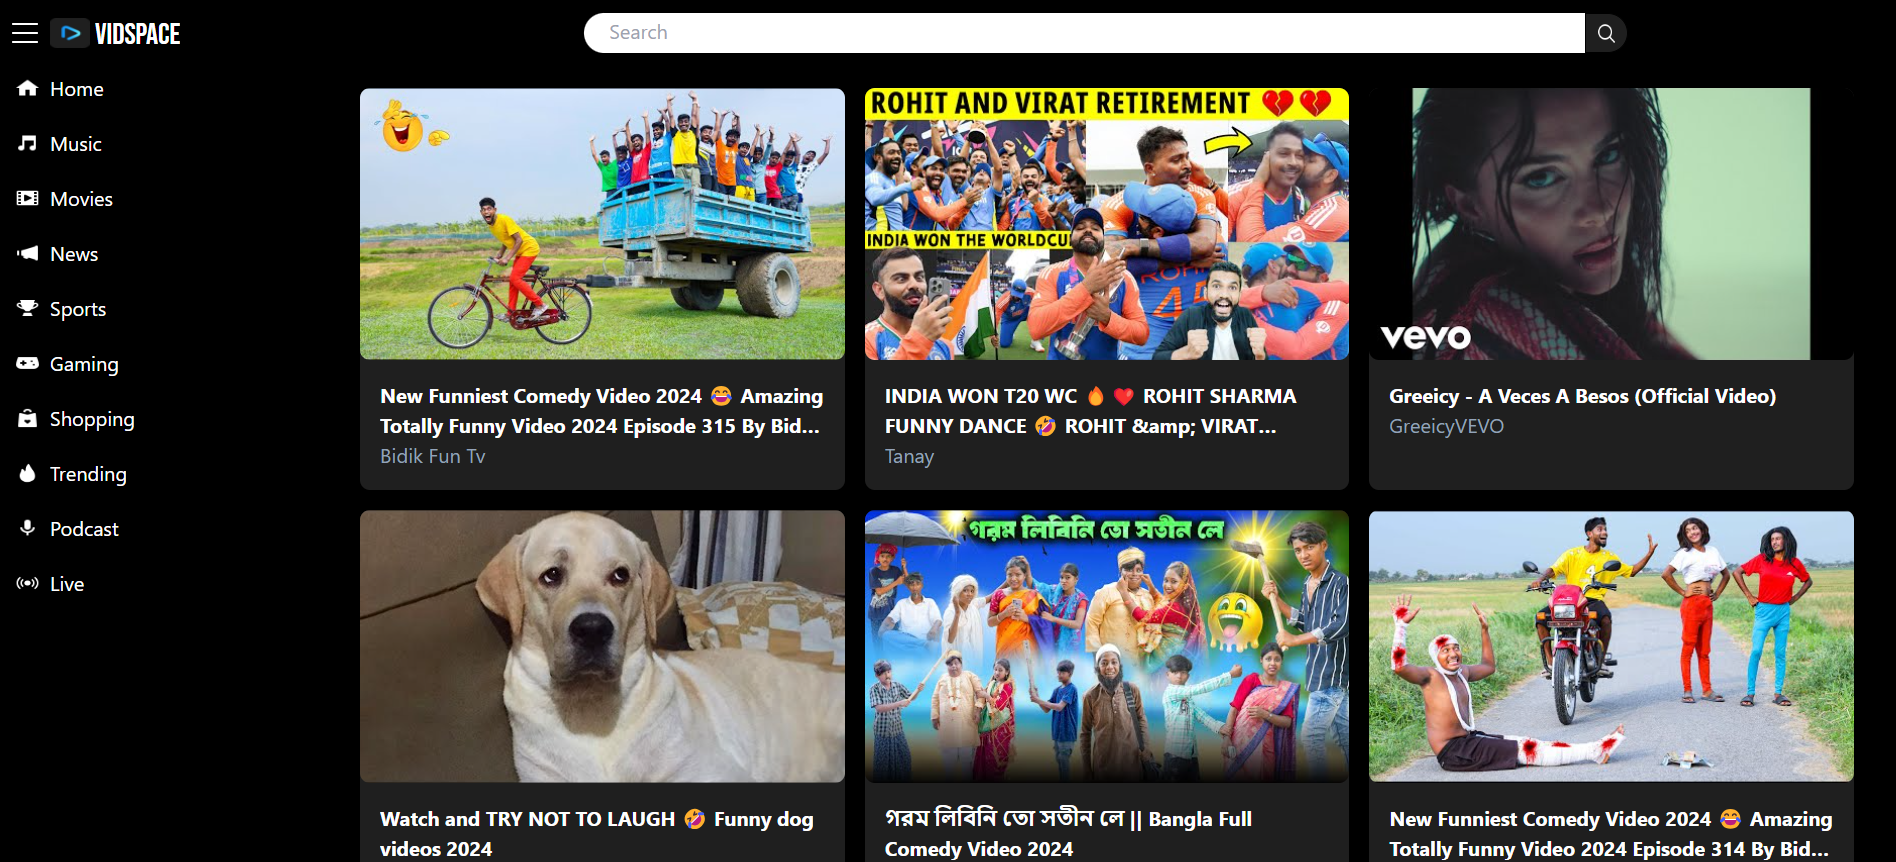 VIDSPACE
Search
Home
Music
Movies
News
Sports
Gaming
Shopping
Trending
Podcast
Live
New Funniest Comedy Video 2024 😂 Amazing
Totally Funny Video 2024 Episode 315 By Bid...
Bidik Fun Tv
ROHIT AND VIRAT RETIREMENT 💔 💔
INDIA WON THE WORLDCUP
ROHIT
45
INDIA WON T20 WC 🔥 ❤️ ROHIT SHARMA
FUNNY DANCE 🤣 ROHIT &amp; VIRAT...
Tanay
vevo
Greeicy - A Veces A Besos (Official Video)
GreeicyVEVO
Watch and TRY NOT TO LAUGH 🤣 Funny dog
videos 2024
গরম লিবিনি তো সতীন লে
গরম লিবিনি তো সতীন লে || Bangla Full
Comedy Video 2024
New Funniest Comedy Video 2024 😂 Amazing
Totally Funny Video 2024 Episode 314 By Bid...